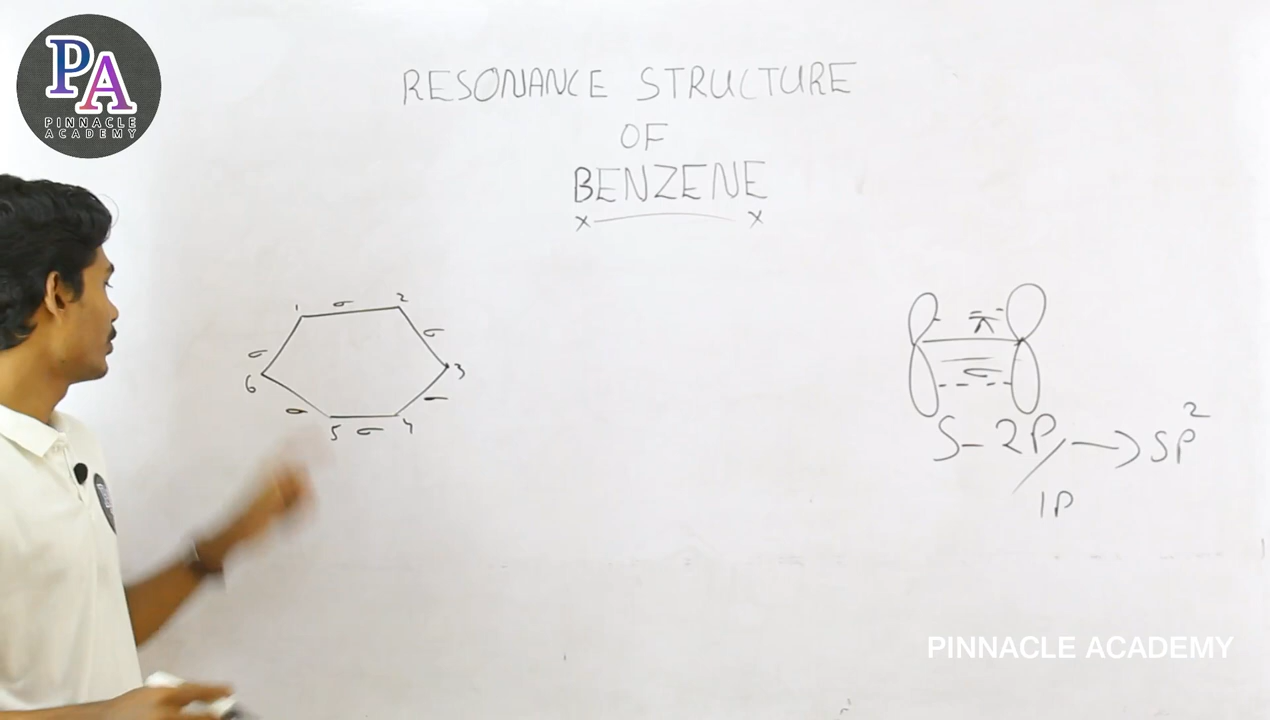 PA
PINNACLE
ACADEMY
RESONANCE STRUCTURE
OF
BENZENE
x x
1 σ 2
σ σ
6 3
σ
5 σ 4
π
σ
S-2P → SP²
1P
PINNACLE ACADEMY